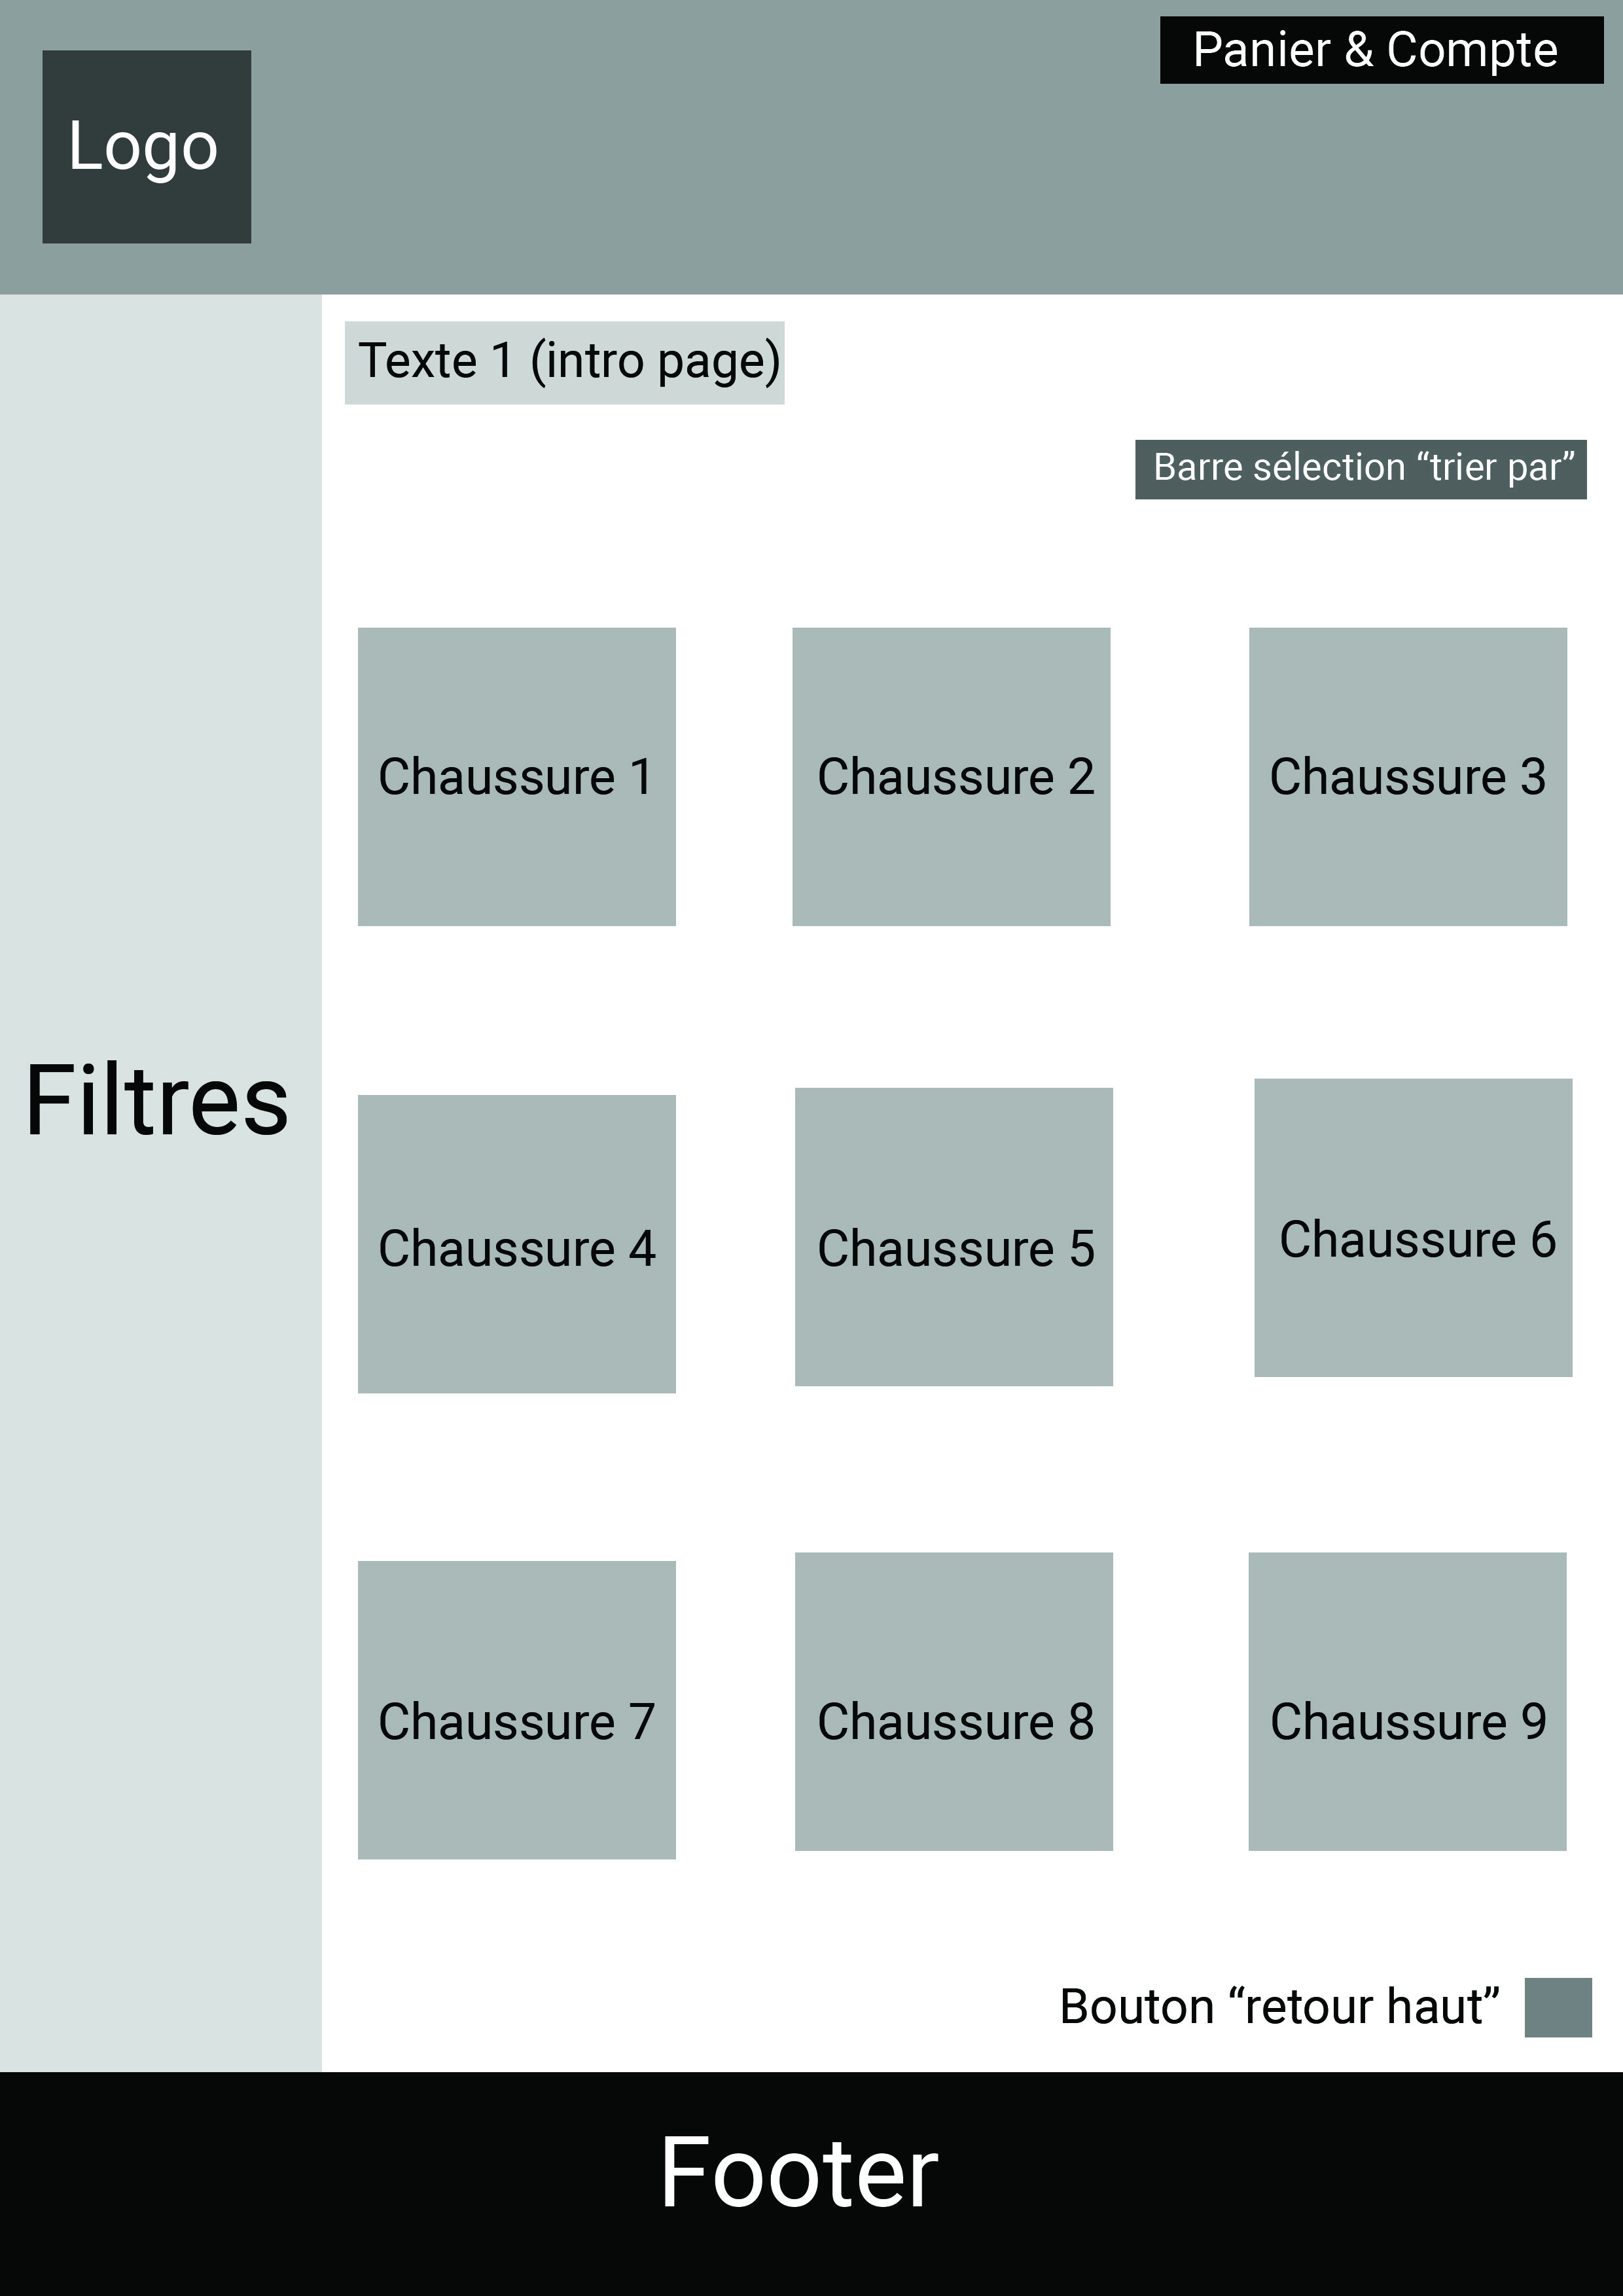 Panier & Compte
Logo
Texte 1 (intro page)
Barre sélection “trier par”
Chaussure 1
Chaussure 2
Chaussure 3
Filtres
Chaussure 4
Chaussure 5
Chaussure 6
Chaussure 7
Chaussure 8
Chaussure 9
Bouton “retour haut”
Footer